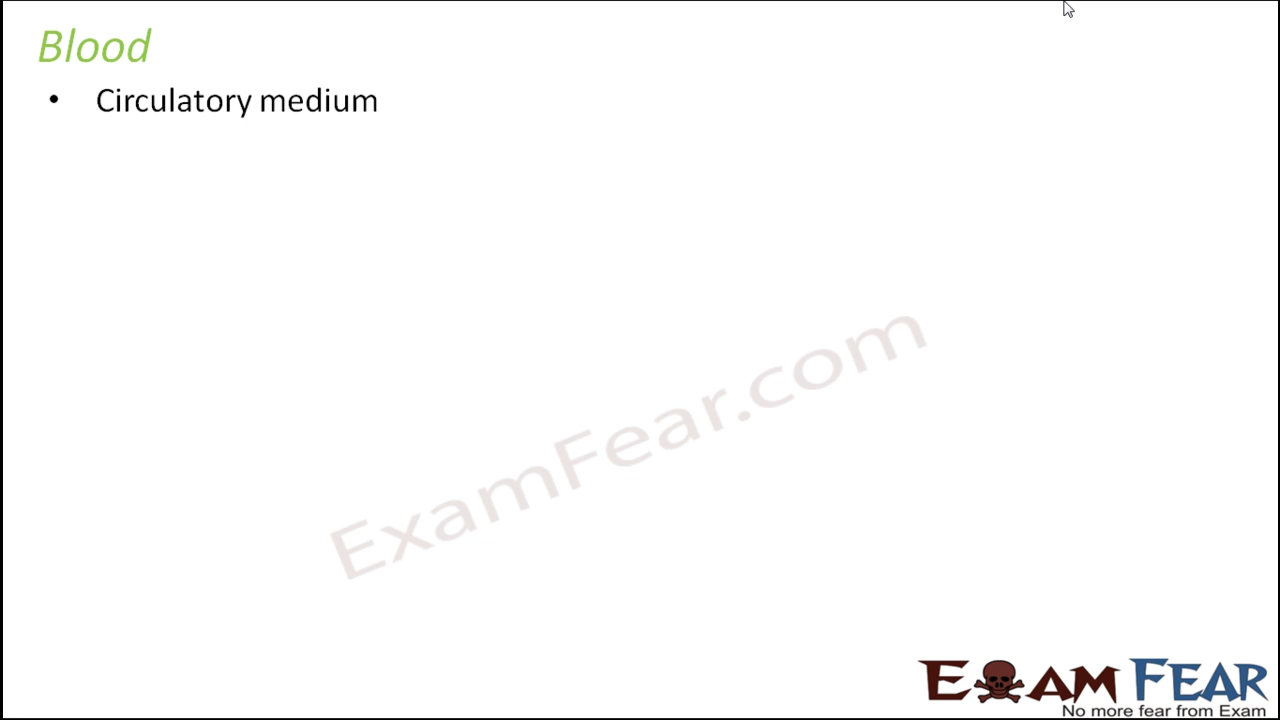 Blood
• Circulatory medium
ExamFear.com
EXAM FEAR
No more fear from Exam